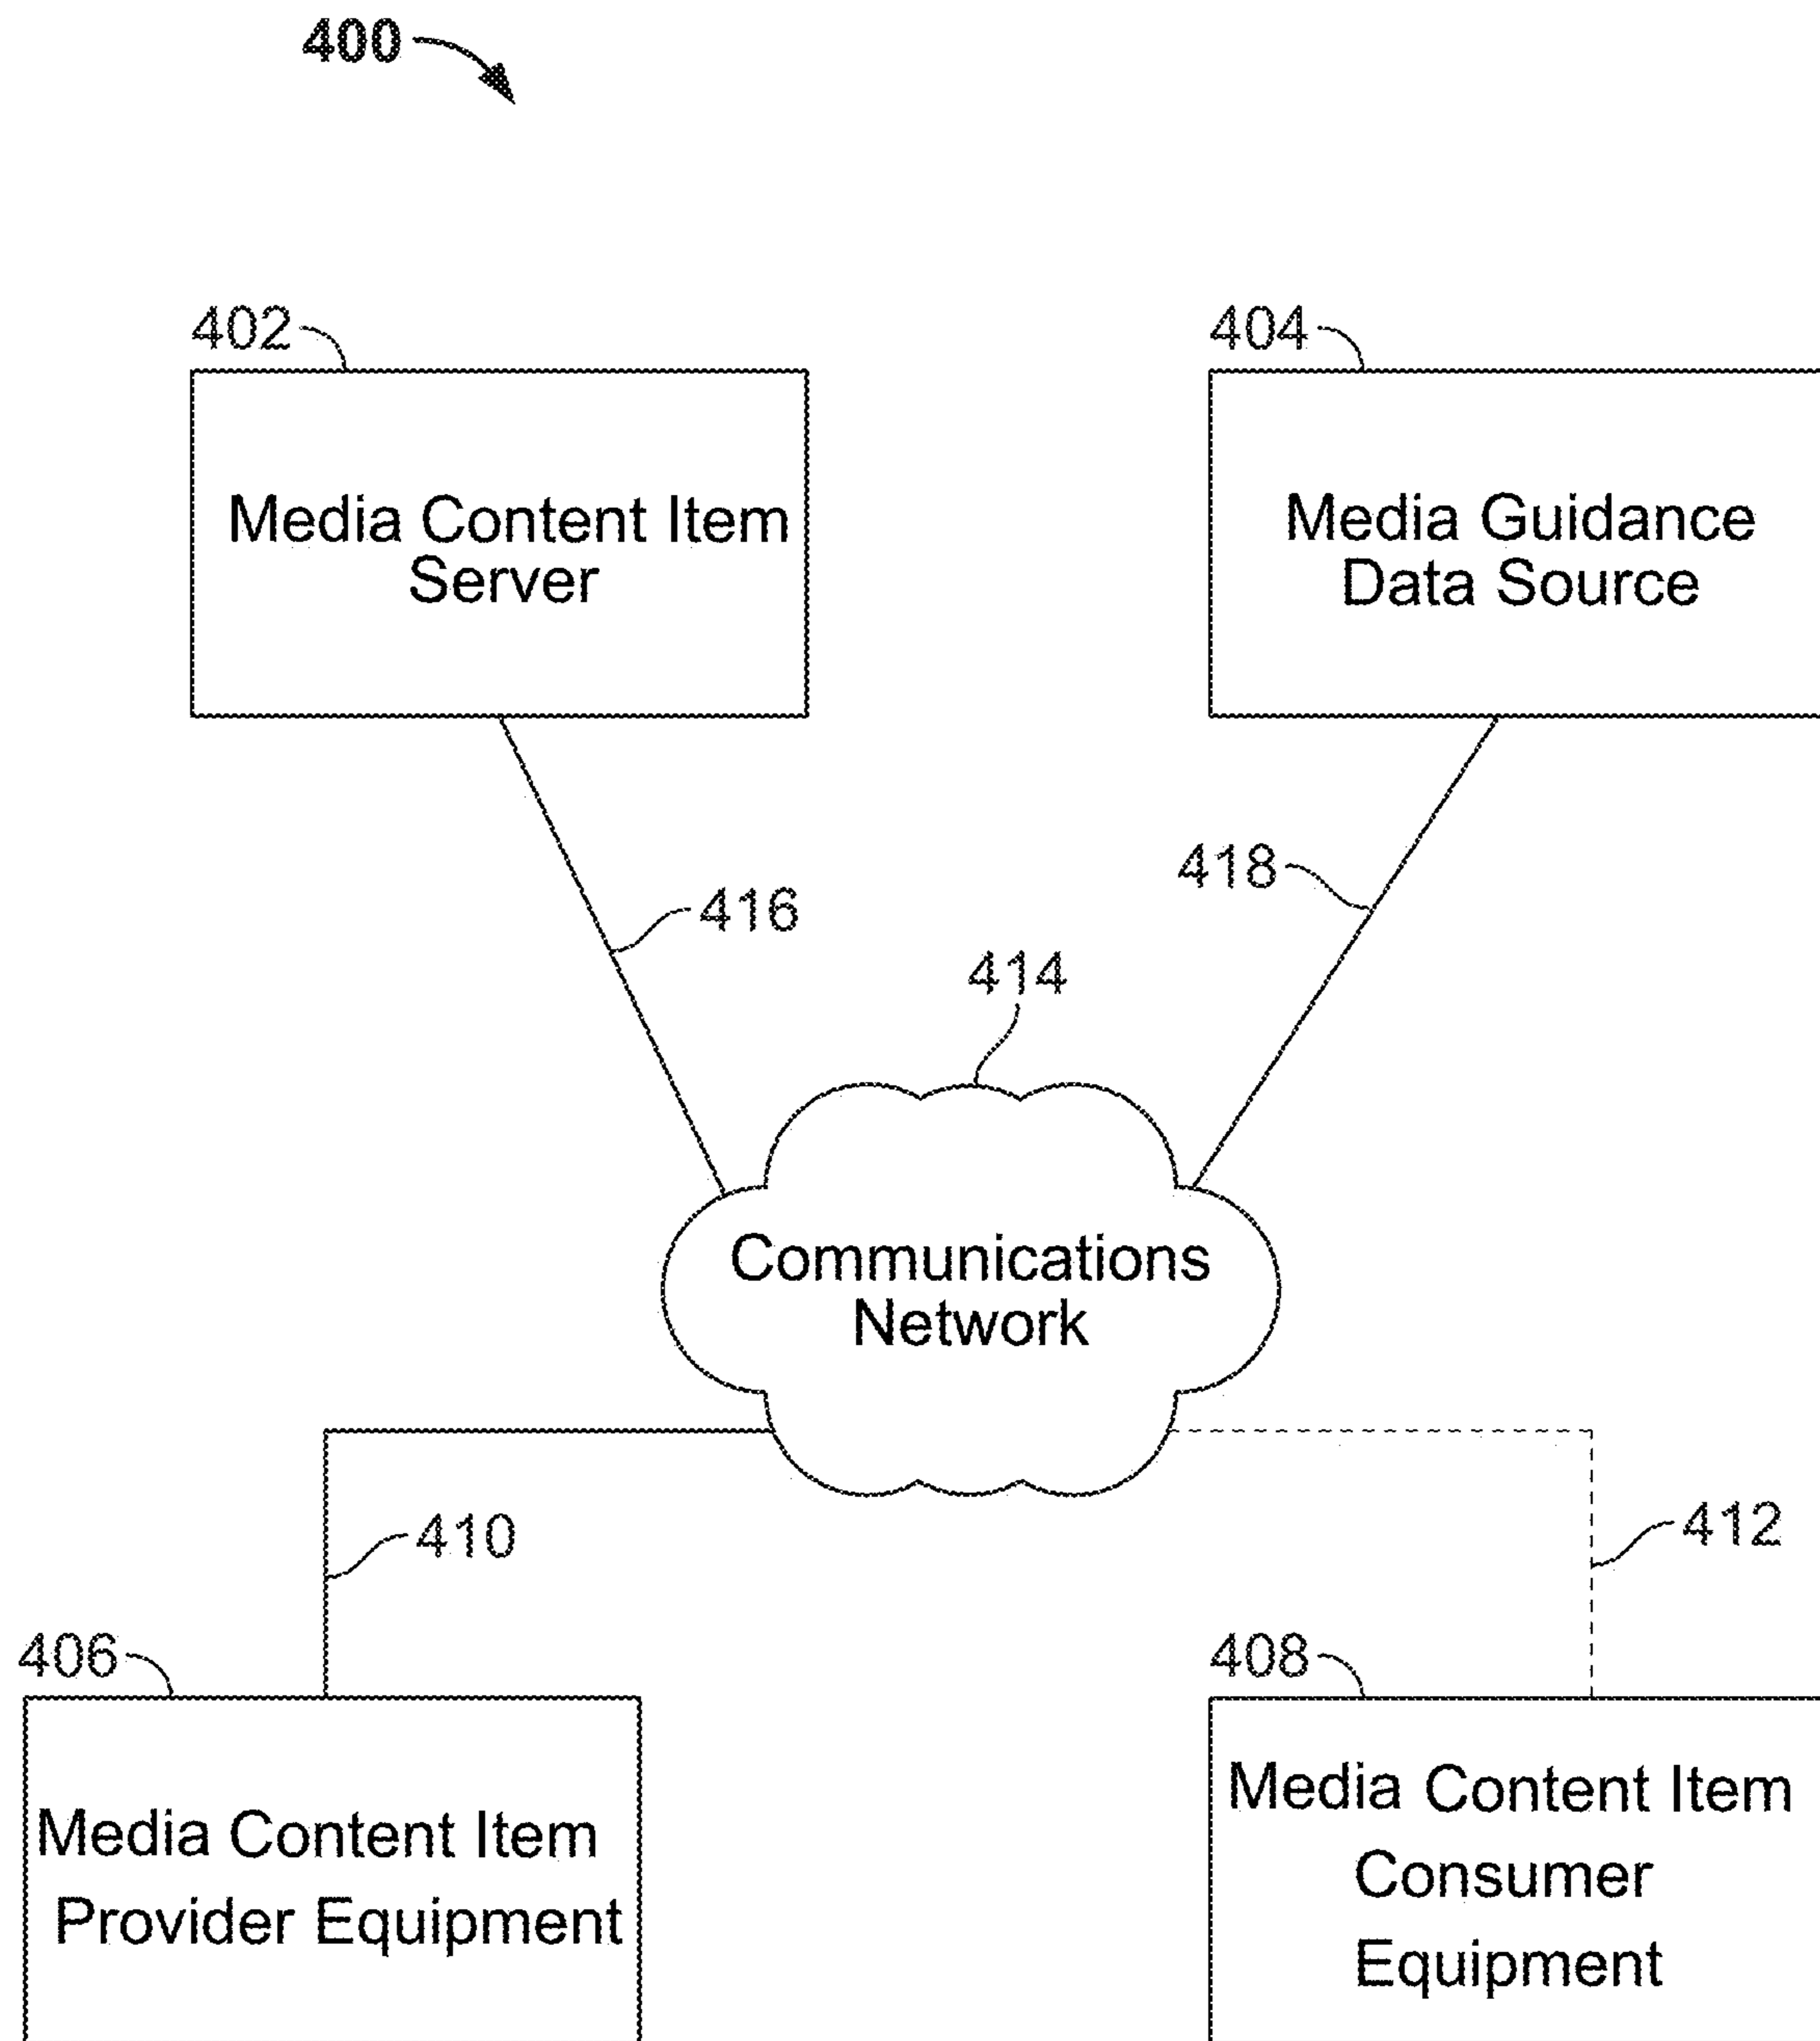 400
402
404
Media Content Item
Server
Media Guidance
Data Source
416
418
414
Communications
Network
410
412
406
408
Media Content Item
Provider Equipment
Media Content Item
Consumer
Equipment